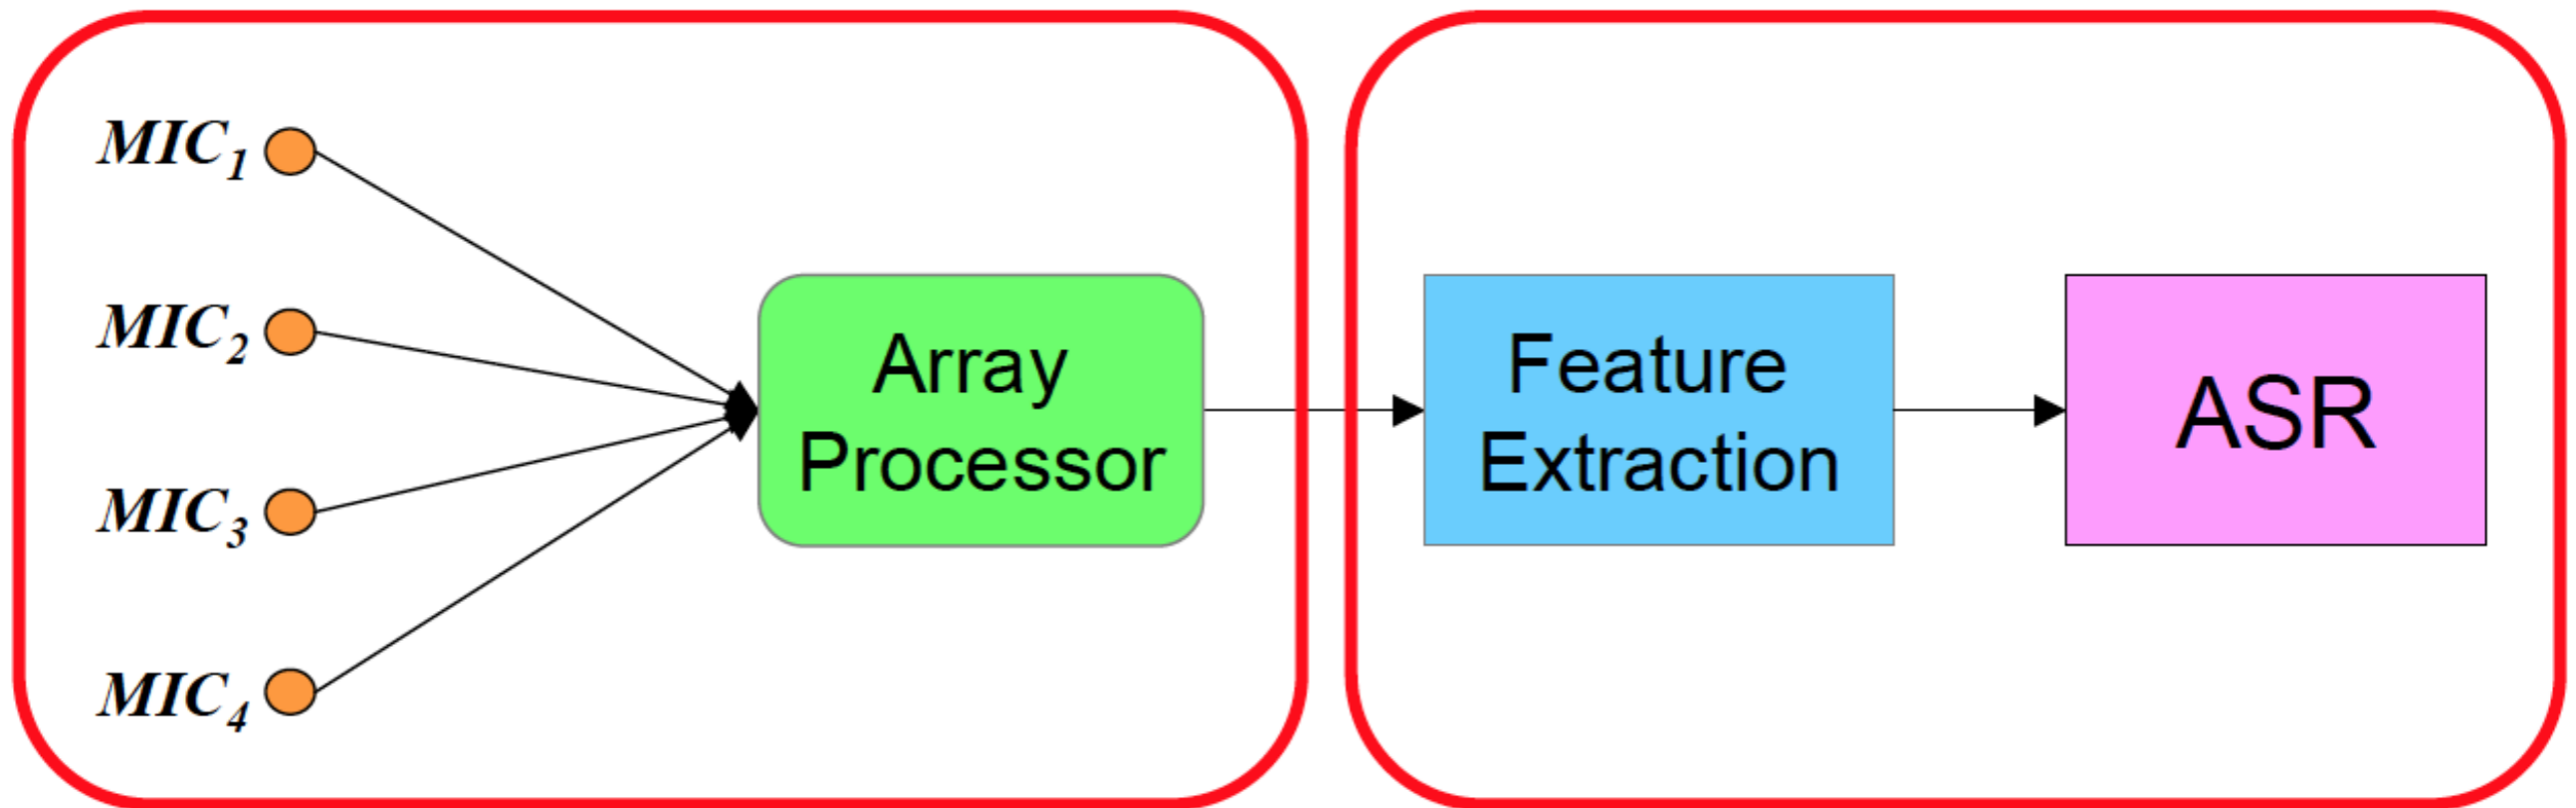 MIC1
MIC2
MIC3
MIC4
Array
Processor
Feature
Extraction
ASR